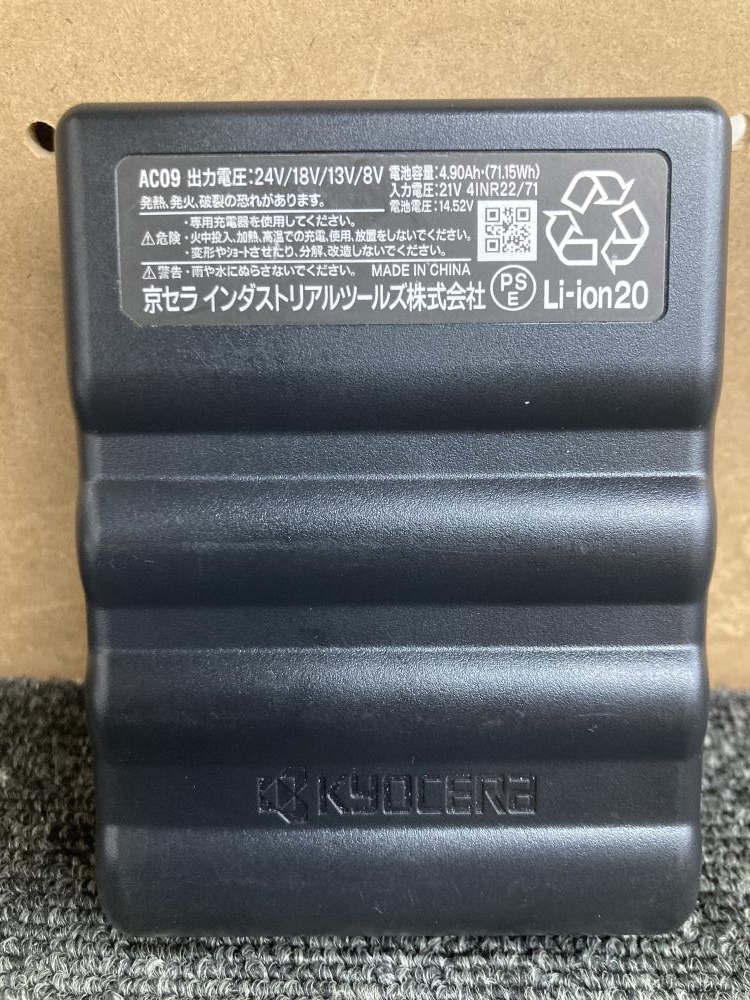 AC09 出力電圧:24V/18V/13V/8V 電池容量:4.90Ah・(71.15Wh)
入力電圧:21V 4INR22/71
電池電圧:14.52V
発熱、発火、破裂の恐れがあります。
・専用充電器を使用してください。
⚠危険・火中投入、加熱、高温での充電、使用、放置をしないでください。
・変形やショートさせたり、分解、改造しないでください。
⚠警告・雨や水にぬらさないでください。 MADE IN CHINA
京セラ インダストリアルツールズ株式会社 PSE Li-ion20
KYOCERA